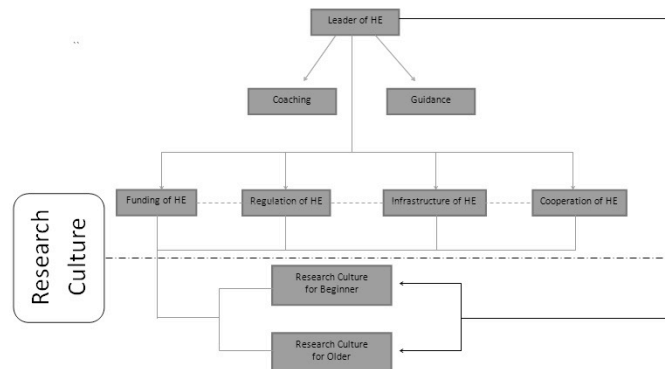 Leader of HE
Coaching
Guidance
Funding of HE
Regulation of HE
Infrastructure of HE
Cooperation of HE
Research
Culture
Research Culture
for Beginner
Research Culture
for Older